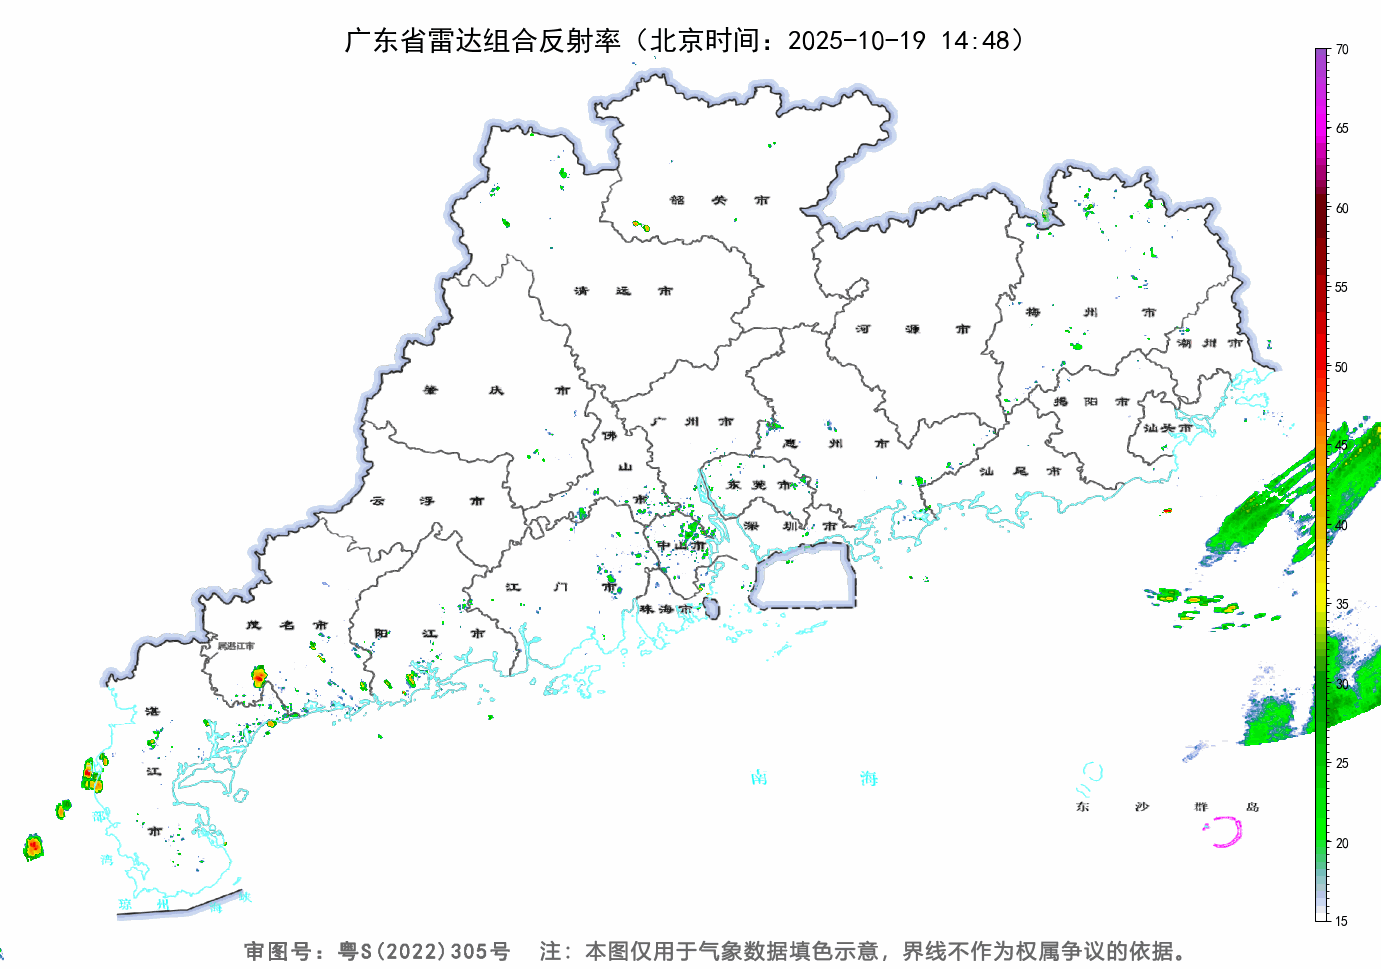 广东省雷达组合反射率（北京时间：2025-10-19 14:48）
70
65
60
55
50
45
40
35
30
25
20
15
韶 关 市
清 远 市
河 源 市
梅 州 市
潮 州 市
肇 庆 市
广 州 市
佛 山 市
惠 州 市
揭 阳 市
汕头市
汕 尾 市
东 莞 市
云 浮 市
深 圳 市
中山市
江 门 市
珠海市
茂 名 市
属湛江市
阳 江 市
湛 江 市
南 海
东 沙 群 岛
湾
琼 州 海 峡
审图号：粤S(2022)305号 注：本图仅用于气象数据填色示意，界线不作为权属争议的依据。